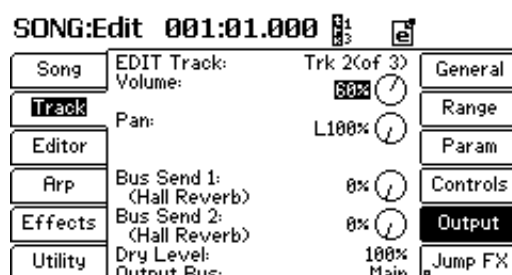 SONG:Edit 001:01.000
Song
Track
Editor
Arp
Effects
Utility
EDIT Track: Trk 2(of 3)
Volume: 60%
Pan: L100%
Bus Send 1: 0%
(Hall Reverb)
Bus Send 2: 0%
(Hall Reverb)
Dry Level: 100%
Output Bus: Main
General
Range
Param
Controls
Output
Jump FX